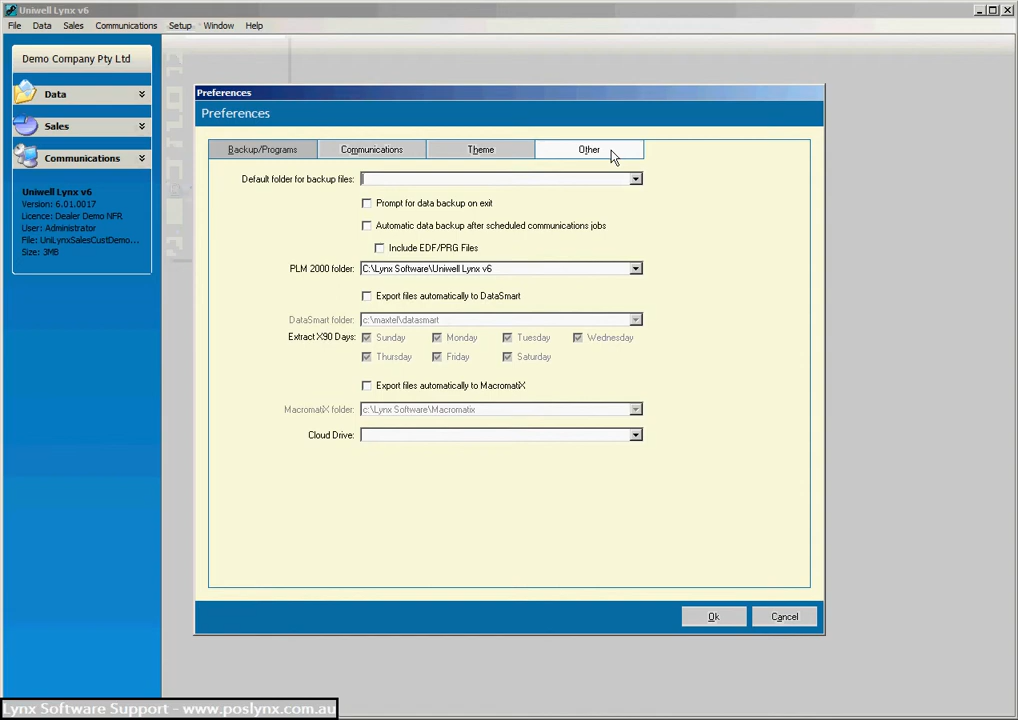 Uniwell Lynx v6
File Data Sales Communications Setup Window Help
Demo Company Pty Ltd
Data
Sales
Communications
Uniwell Lynx v6
Version: 6.01.0017
Licence: Dealer Demo NFR
User: Administrator
File: UniLynxSalesCustDemo...
Size: 3MB
Preferences
Preferences
Backup/Programs Communications Theme Other
Default folder for backup files:
Prompt for data backup on exit
Automatic data backup after scheduled communications jobs
Include EDF/PRG Files
PLM 2000 folder: C:\Lynx Software\Uniwell Lynx v6
Export files automatically to DataSmart
DataSmart folder: c:\maxtel\datasmart
Extract X90 Days: Sunday Monday Tuesday Wednesday
Thursday Friday Saturday
Export files automatically to MacromatiX
MacromatiX folder: c:\Lynx Software\Macromatix
Cloud Drive:
Ok Cancel
Lynx Software Support - www.poslynx.com.au